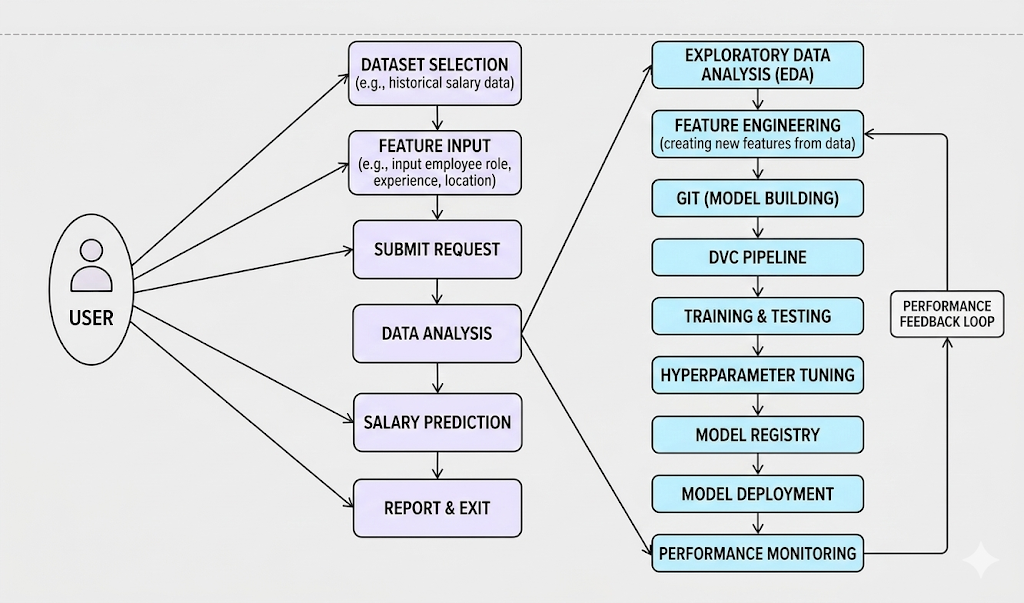 USER
DATASET SELECTION
(e.g., historical salary data)
FEATURE INPUT
(e.g., input employee role,
experience, location)
SUBMIT REQUEST
DATA ANALYSIS
SALARY PREDICTION
REPORT & EXIT
EXPLORATORY DATA
ANALYSIS (EDA)
FEATURE ENGINEERING
(creating new features from data)
GIT (MODEL BUILDING)
DVC PIPELINE
TRAINING & TESTING
HYPERPARAMETER TUNING
MODEL REGISTRY
MODEL DEPLOYMENT
PERFORMANCE MONITORING
PERFORMANCE
FEEDBACK LOOP